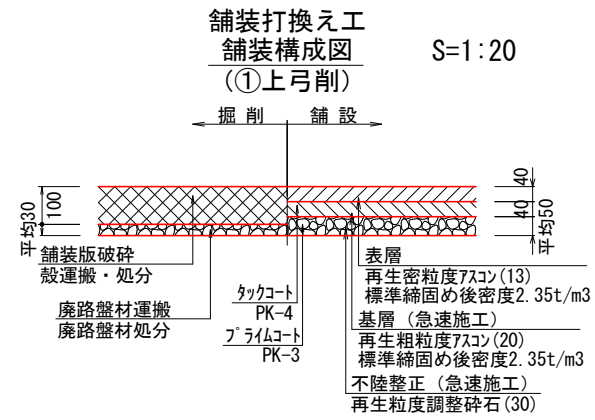 舗装打換え工
舗装構成図
(①上弓削)
S=1:20
掘削
舗設
100
平均30
40
40
平均50
舗装版破砕
殻運搬・処分
廃路盤材運搬
廃路盤材処分
タックコート
PK-4
プライムコート
PK-3
表層
再生密粒度アスコン(13)
標準締固め後密度2.35t/m3
基層（急速施工）
再生粗粒度アスコン(20)
標準締固め後密度2.35t/m3
不陸整正（急速施工）
再生粒度調整砕石(30)